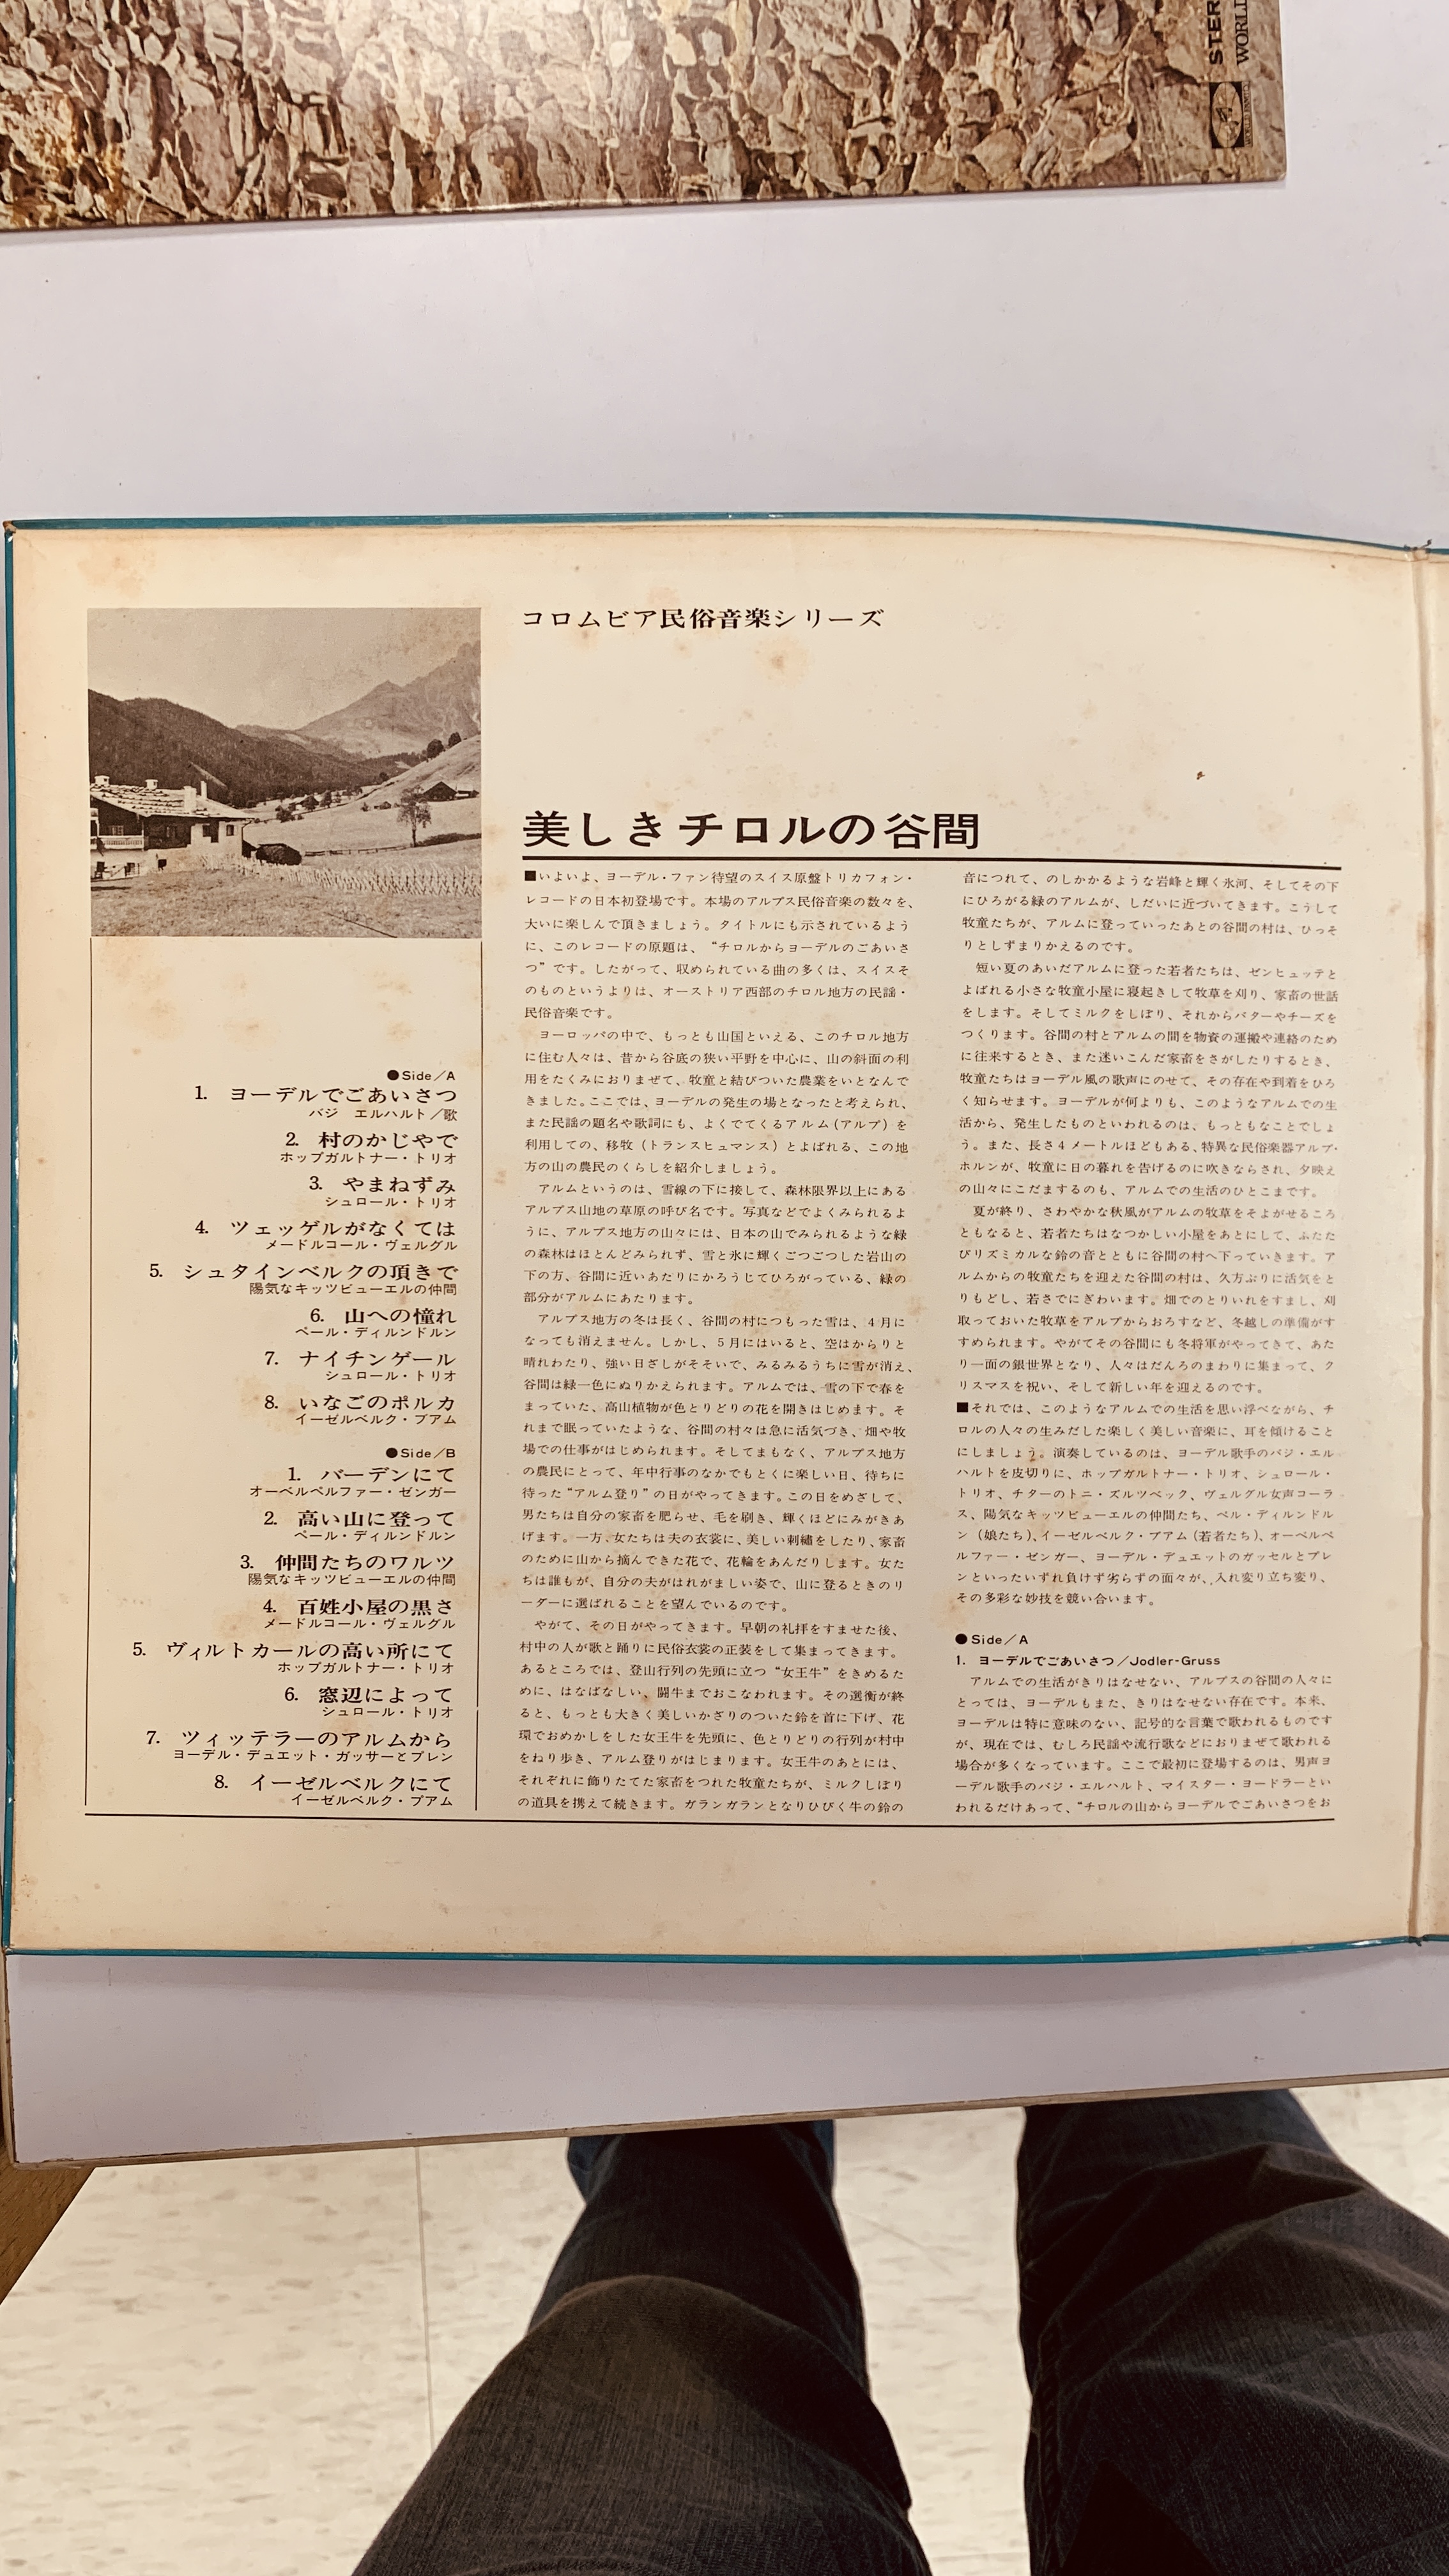 STER
WORLD
コロムビア民俗音楽シリーズ
美しきチロルの谷間
●Side／A
1. ヨーデルでごあいさつ
バジ エルハルト／歌
2. 村のかじやで
ホップガルトナー・トリオ
3. やまねずみ
シュロール・トリオ
4. ツェッゲルがなくては
メードルコール・ヴェルグル
5. シュタインベルクの頂きで
陽気なキッツビューエルの仲間
6. 山への憧れ
ペール・ディルンドルン
7. ナイチンゲール
シュロール・トリオ
8. いなごのポルカ
イーゼルベルク・ブアム
●Side／B
1. バーデンにて
オーベルペルファー・ゼンガー
2. 高い山に登って
ペール・ディルンドルン
3. 仲間たちのワルツ
陽気なキッツビューエルの仲間
4. 百姓小屋の黒さ
メードルコール・ヴェルグル
5. ヴィルトカールの高い所にて
ホップガルトナー・トリオ
6. 窓辺によって
シュロール・トリオ
7. ツィッテラーのアルムから
ヨーデル・デュエット・ガッサーとプレン
8. イーゼルベルクにて
イーゼルベルク・ブアム
■いよいよ、ヨーデル・ファン待望のスイス原盤トリカフォン・
レコードの日本初登場です。本場のアルプス民俗音楽の数々を、
大いに楽しんで頂きましょう。タイトルにも示されているよう
に、このレコードの原題は、“チロルからヨーデルのごあいさ
つ”です。したがって、収められている曲の多くは、スイスそ
のものというよりは、オーストリア西部のチロル地方の民謡・
民俗音楽です。
ヨーロッパの中で、もっとも山国といえる、このチロル地方
に住む人々は、昔から谷底の狭い平野を中心に、山の斜面の利
用をたくみにおりまぜて、牧童と結びついた農業をいとなんで
きました。ここでは、ヨーデルの発生の場となったと考えられ、
また民謡の題名や歌詞にも、よくでてくるアルム（アルプ）を
利用しての、移牧（トランスヒュマンス）とよばれる、この地
方の山の農民のくらしを紹介しましょう。
アルムというのは、雪線の下に接して、森林限界以上にある
アルプス山地の草原の呼び名です。写真などでよくみられるよ
うに、アルプス地方の山々には、日本の山でみられるような緑
の森林はほとんどみられず、雪と氷に輝くごつごつした岩山の
下の方、谷間に近いあたりにかろうじてひろがっている、緑の
部分がアルムにあたります。
アルプス地方の冬は長く、谷間の村につもった雪は、4月に
なっても消えません。しかし、5月にはいると、空はからりと
晴れわたり、強い日ざしがそそいで、みるみるうちに雪が消え、
谷間は緑一色にぬりかえられます。アルムでは、雪の下で春を
まっていた、高山植物が色とりどりの花を開きはじめます。そ
れまで眠っていたような、谷間の村々は急に活気づき、畑や牧
場での仕事がはじめられます。そしてまもなく、アルプス地方
の農民にとって、年中行事のなかでもとくに楽しい日、待ちに
待った“アルム登り”の日がやってきます。この日をめざして、
男たちは自分の家畜を肥らせ、毛を刷き、輝くほどにみがきあ
げます。一方、女たちは夫の衣裳に、美しい刺繡をしたり、家畜
のために山から摘んできた花で、花輪をあんだりします。女た
ちは誰もが、自分の夫がはれがましい姿で、山に登るときのリ
ーダーに選ばれることを望んでいるのです。
やがて、その日がやってきます。早朝の礼拝をすませた後、
村中の人が歌と踊りに民俗衣裳の正装をして集まってきます。
あるところでは、登山行列の先頭に立つ“女王牛”をきめるた
めに、はなばなしい、闘牛までおこなわれます。その選衡が終
ると、もっとも大きく美しいかざりのついた鈴を首に下げ、花
環でおめかしをした女王牛を先頭に、色とりどりの行列が村中
をねり歩き、アルム登りがはじまります。女王牛のあとには、
それぞれに飾りたてた家畜をつれた牧童たちが、ミルクしぼり
の道具を携えて続きます。ガランガランとなりひびく牛の鈴の
音につれて、のしかかるような岩峰と輝く氷河、そしてその下
にひろがる緑のアルムが、しだいに近づいてきます。こうして
牧童たちが、アルムに登っていったあとの谷間の村は、ひっそ
りとしずまりかえるのです。
短い夏のあいだアルムに登った若者たちは、ゼンヒュッテと
よばれる小さな牧童小屋に寝起きして牧草を刈り、家畜の世話
をします。そしてミルクをしぼり、それからバターやチーズを
つくります。谷間の村とアルムの間を物資の運搬や連絡のため
に往来するとき、また迷いこんだ家畜をさがしたりするとき、
牧童たちはヨーデル風の歌声にのせて、その存在や到着をひろ
く知らせます。ヨーデルが何よりも、このようなアルムでの生
活から、発生したものといわれるのは、もっともなことでしょ
う。また、長さ4メートルほどもある、特異な民俗楽器アルプ・
ホルンが、牧童に日の暮れを告げるのに吹きならされ、夕映え
の山々にこだまするのも、アルムでの生活のひとこまです。
夏が終り、さわやかな秋風がアルムの牧草をそよがせるころ
ともなると、若者たちはなつかしい小屋をあとにして、ふたた
びリズミカルな鈴の音とともに谷間の村へ下っていきます。ア
ルムからの牧童たちを迎えた谷間の村は、久方ぶりに活気をと
りもどし、若さでにぎわいます。畑でのとりいれをすまし、刈
取っておいた牧草をアルプからおろすなど、冬越しの準備がす
すめられます。やがてその谷間にも冬将軍がやってきて、あた
り一面の銀世界となり、人々はだんろのまわりに集まって、ク
リスマスを祝い、そして新しい年を迎えるのです。
■それでは、このようなアルムでの生活を思い浮べながら、チ
ロルの人々の生みだした楽しく美しい音楽に、耳を傾けること
にしましょう。演奏しているのは、ヨーデル歌手のバジ・エル
ハルトを皮切りに、ホップガルトナー・トリオ、シュロール・
トリオ、チターのトニ・ズルツベック、ヴェルグル女声コーラ
ス、陽気なキッツビューエルの仲間たち、ペル・ディルンドル
ン（娘たち）、イーゼルベルク・ブアム（若者たち）、オーベルペ
ルファー・ゼンガー、ヨーデル・デュエットのガッセルとプレ
ンといったいずれ負けず劣らずの面々が、入れ変り立ち変り、
その多彩な妙技を競い合います。
●Side／A
1. ヨーデルでごあいさつ／Jodler-Gruss
アルムでの生活がきりはなせない、アルプスの谷間の人々に
とっては、ヨーデルもまた、きりはなせない存在です。本来、
ヨーデルは特に意味のない、記号的な言葉で歌われるものです
が、現在では、むしろ民謡や流行歌などにおりまぜて歌われる
場合が多くなっています。ここで最初に登場するのは、男声ヨ
ーデル歌手のバジ・エルハルト、マイスター・ヨードラーとい
われるだけあって、“チロルの山からヨーデルでごあいさつをお